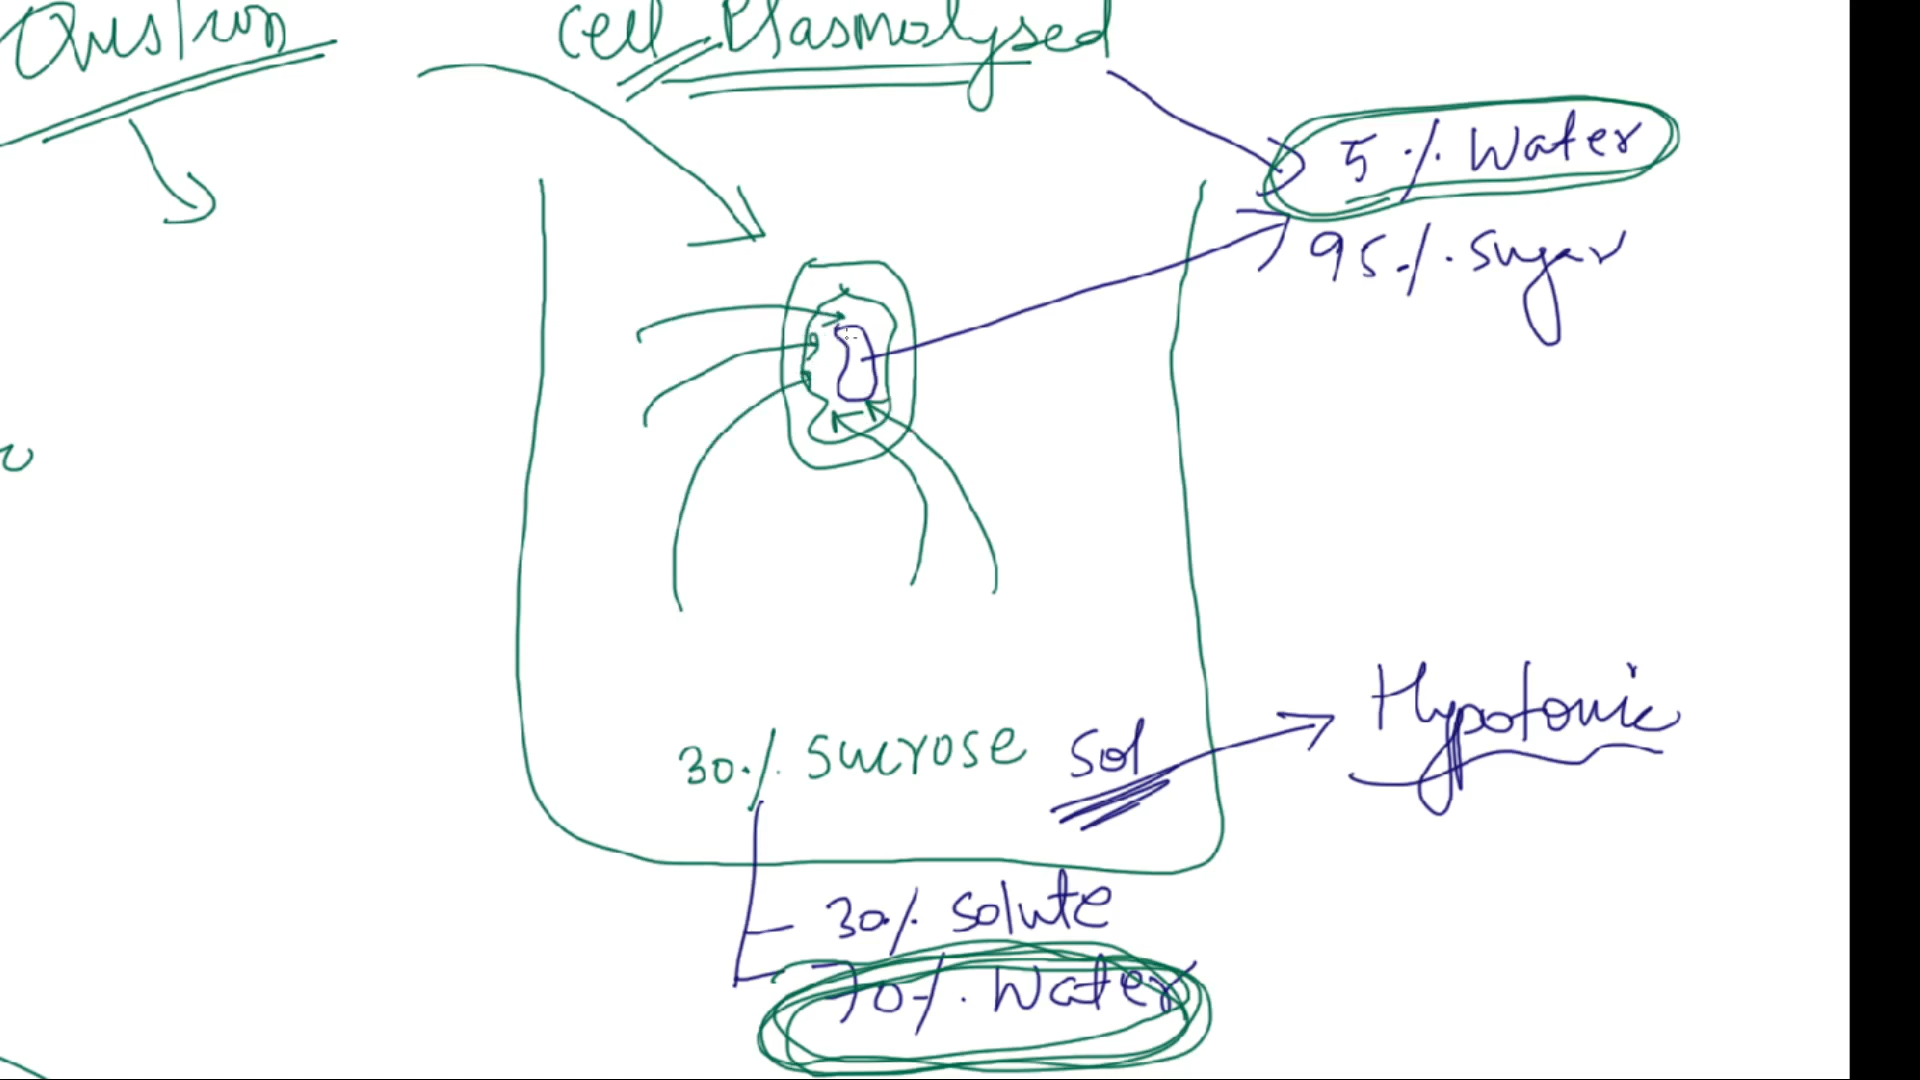 Question
Cell Plasmolysed
5 % Water
95 % Sugar
30 % Sucrose Sol
Hypotonic
30 % Solute
70 % Water